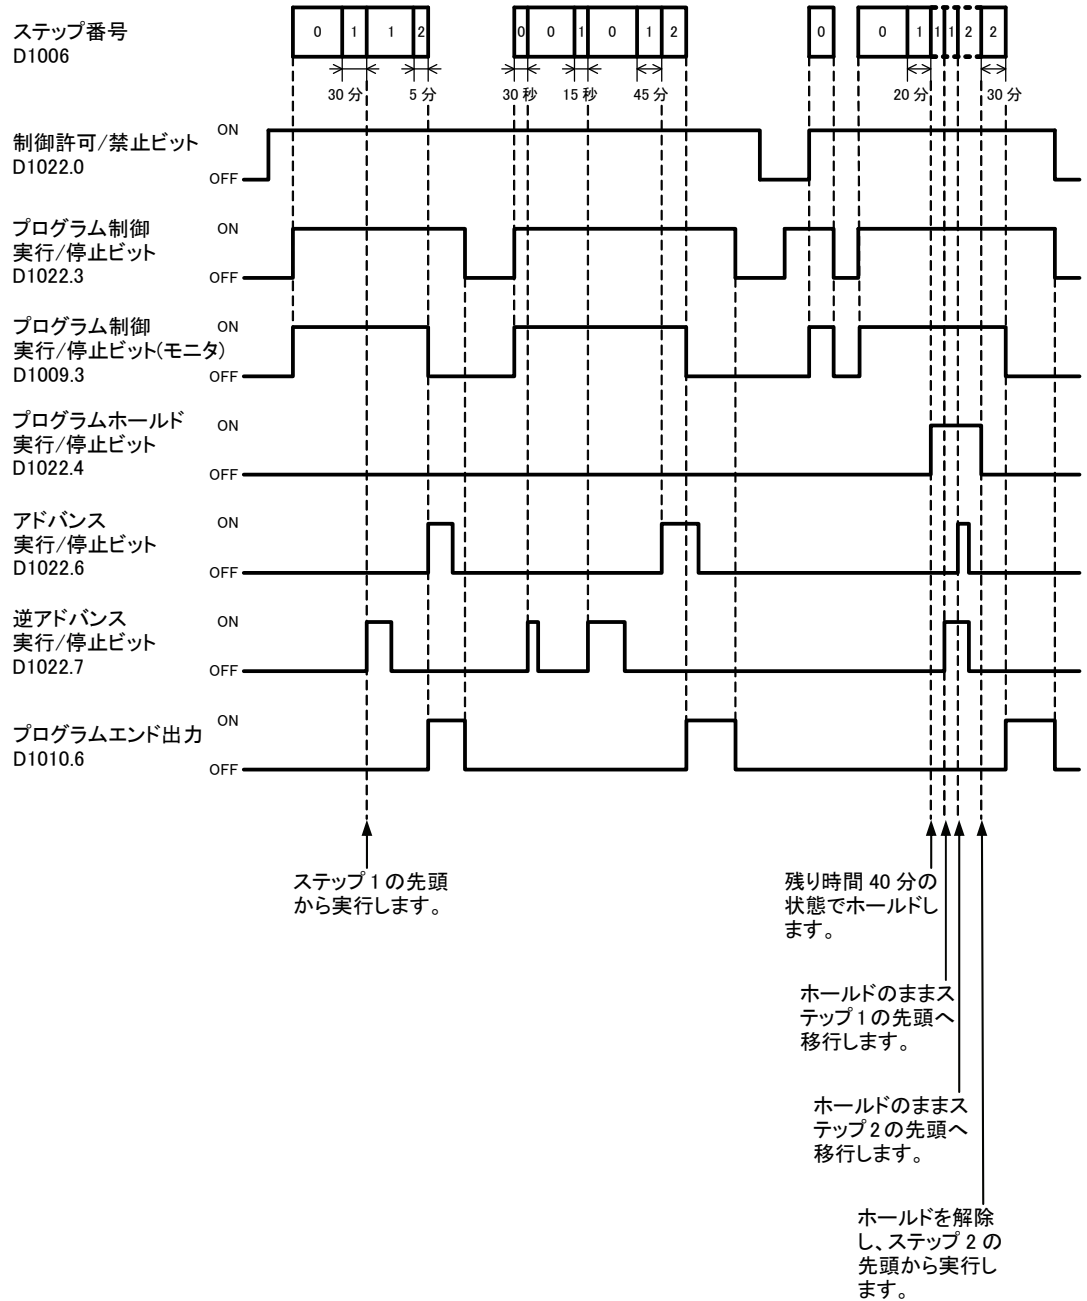 ステップ番号
D1006
0 1 1 2 0 0 1 0 1 2 0 0 1 1 1 2 2
30 分 5 分 30 秒 15 秒 45 分 20 分 30 分
制御許可/禁止ビット
D1022.0
ON
OFF
プログラム制御
実行/停止ビット
D1022.3
ON
OFF
プログラム制御
実行/停止ビット(モニタ)
D1009.3
ON
OFF
プログラムホールド
実行/停止ビット
D1022.4
ON
OFF
アドバンス
実行/停止ビット
D1022.6
ON
OFF
逆アドバンス
実行/停止ビット
D1022.7
ON
OFF
プログラムエンド出力
D1010.6
ON
OFF
ステップ 1 の先頭
から実行します。
残り時間 40 分の
状態でホールドし
ます。
ホールドのままス
テップ 1 の先頭へ
移行します。
ホールドのままス
テップ 2 の先頭へ
移行します。
ホールドを解除
し、ステップ 2 の
先頭から実行し
ます。